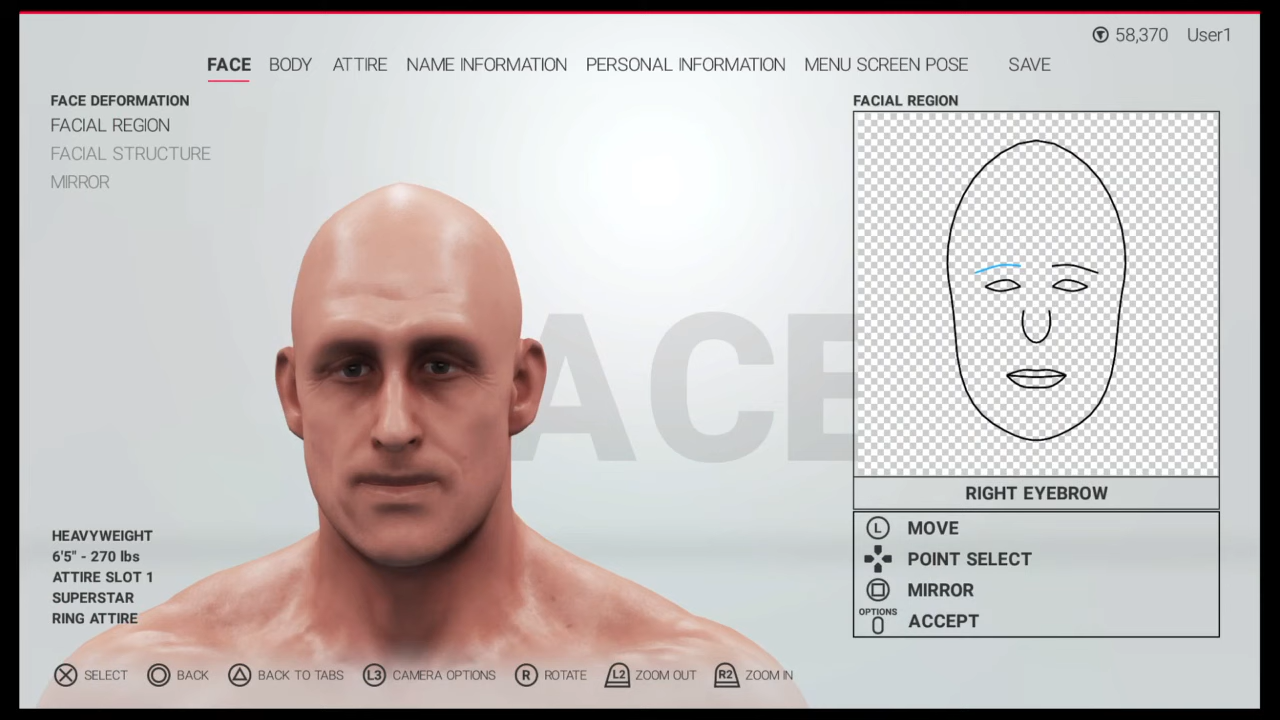 58,370 User1
FACE BODY ATTIRE NAME INFORMATION PERSONAL INFORMATION MENU SCREEN POSE SAVE
FACE DEFORMATION
FACIAL REGION
FACIAL STRUCTURE
MIRROR
FACE
FACIAL REGION
RIGHT EYEBROW
L MOVE
POINT SELECT
MIRROR
OPTIONS
ACCEPT
HEAVYWEIGHT
6'5" - 270 lbs
ATTIRE SLOT 1
SUPERSTAR
RING ATTIRE
SELECT BACK BACK TO TABS L3 CAMERA OPTIONS R ROTATE L2 ZOOM OUT R2 ZOOM IN